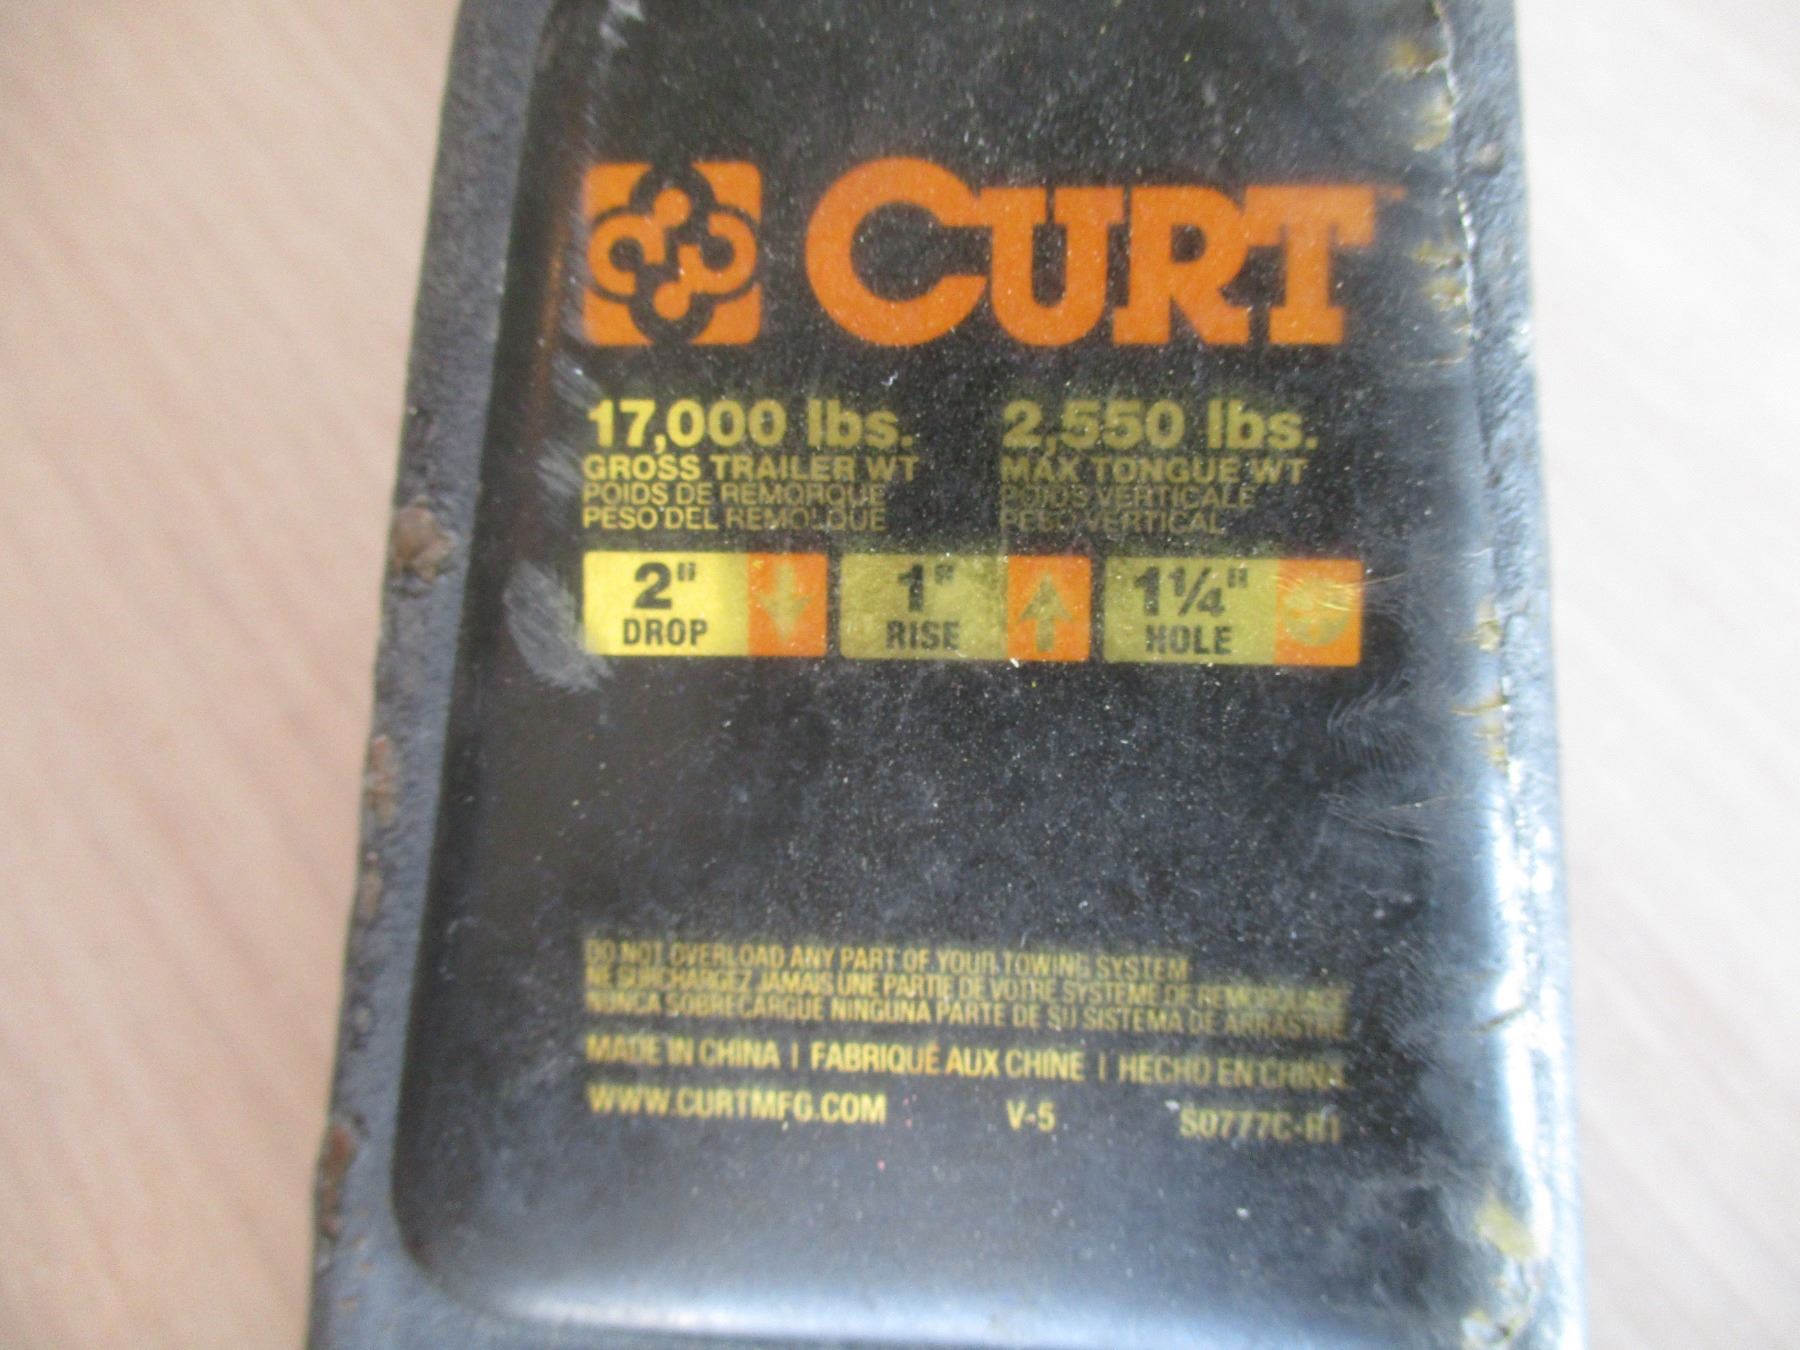 CURT
17,000 lbs. 2,550 lbs.
GROSS TRAILER WT MAX TONGUE WT
POIDS DE REMORQUE POIDS VERTICALE
PESO DEL REMOLQUE PESO VERTICAL
2" 1" 1¼"
DROP RISE HOLE
DO NOT OVERLOAD ANY PART OF YOUR TOWING SYSTEM
NE SURCHARGEZ JAMAIS UNE PARTIE DE VOTRE SYSTEME DE REMORQUAGE
NUNCA SOBRECARGUE NINGUNA PARTE DE SU SISTEMA DE ARRASTRE
MADE IN CHINA | FABRIQUÉ AUX CHINE | HECHO EN CHINA
WWW.CURTMFG.COM V-5